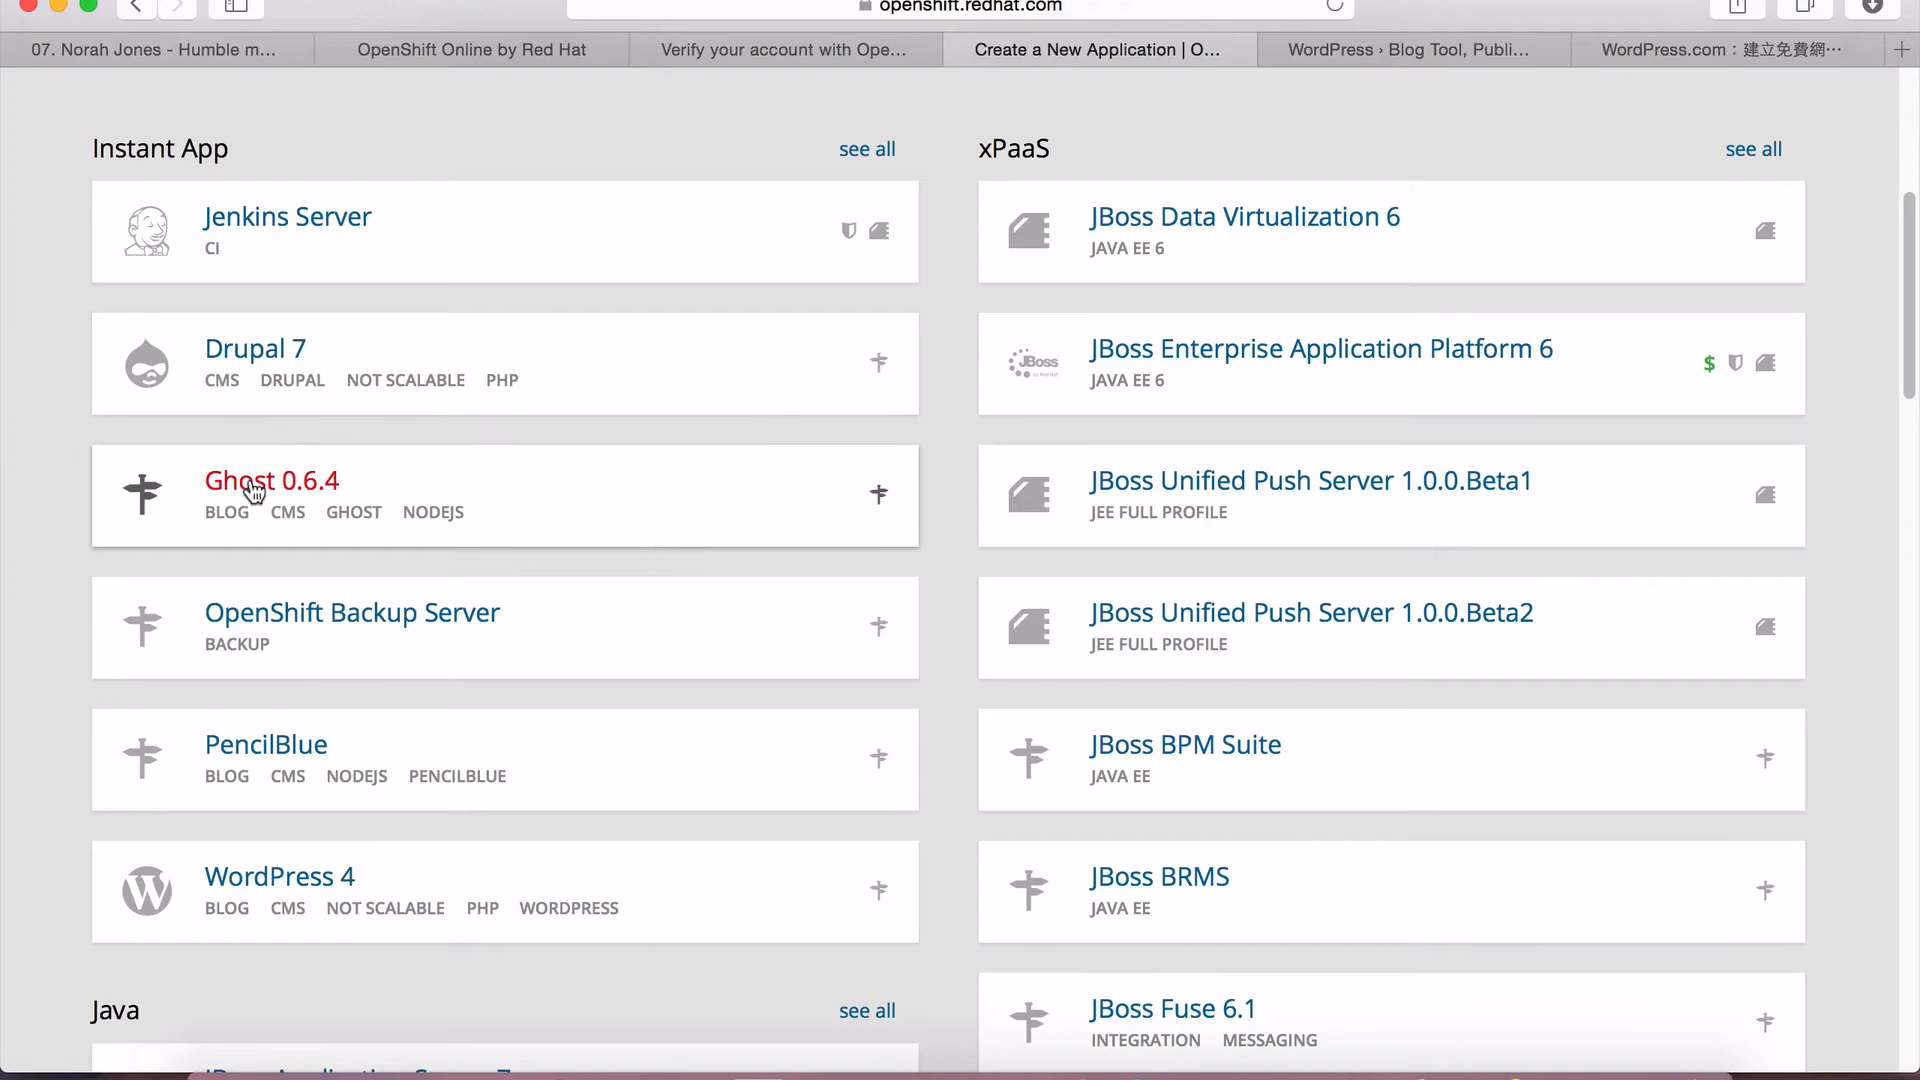 openshift.redhat.com
07. Norah Jones - Humble m...
OpenShift Online by Red Hat
Verify your account with Ope...
Create a New Application | O...
WordPress › Blog Tool, Publi...
WordPress.com：建立免費網⋯
Instant App
see all
Jenkins Server
CI
Drupal 7
CMS DRUPAL NOT SCALABLE PHP
Ghost 0.6.4
BLOG CMS GHOST NODEJS
OpenShift Backup Server
BACKUP
PencilBlue
BLOG CMS NODEJS PENCILBLUE
WordPress 4
BLOG CMS NOT SCALABLE PHP WORDPRESS
Java
see all
xPaaS
see all
JBoss Data Virtualization 6
JAVA EE 6
JBoss
by Red Hat
JBoss Enterprise Application Platform 6
JAVA EE 6
$
JBoss Unified Push Server 1.0.0.Beta1
JEE FULL PROFILE
JBoss Unified Push Server 1.0.0.Beta2
JEE FULL PROFILE
JBoss BPM Suite
JAVA EE
JBoss BRMS
JAVA EE
JBoss Fuse 6.1
INTEGRATION MESSAGING